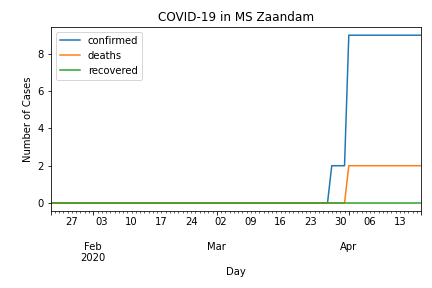 COVID-19 in MS Zaandam
confirmed
deaths
recovered
Number of Cases
8
6
4
2
0
27 03 10 17 24 02 09 16 23 30 06 13
Feb Mar Apr
2020
Day